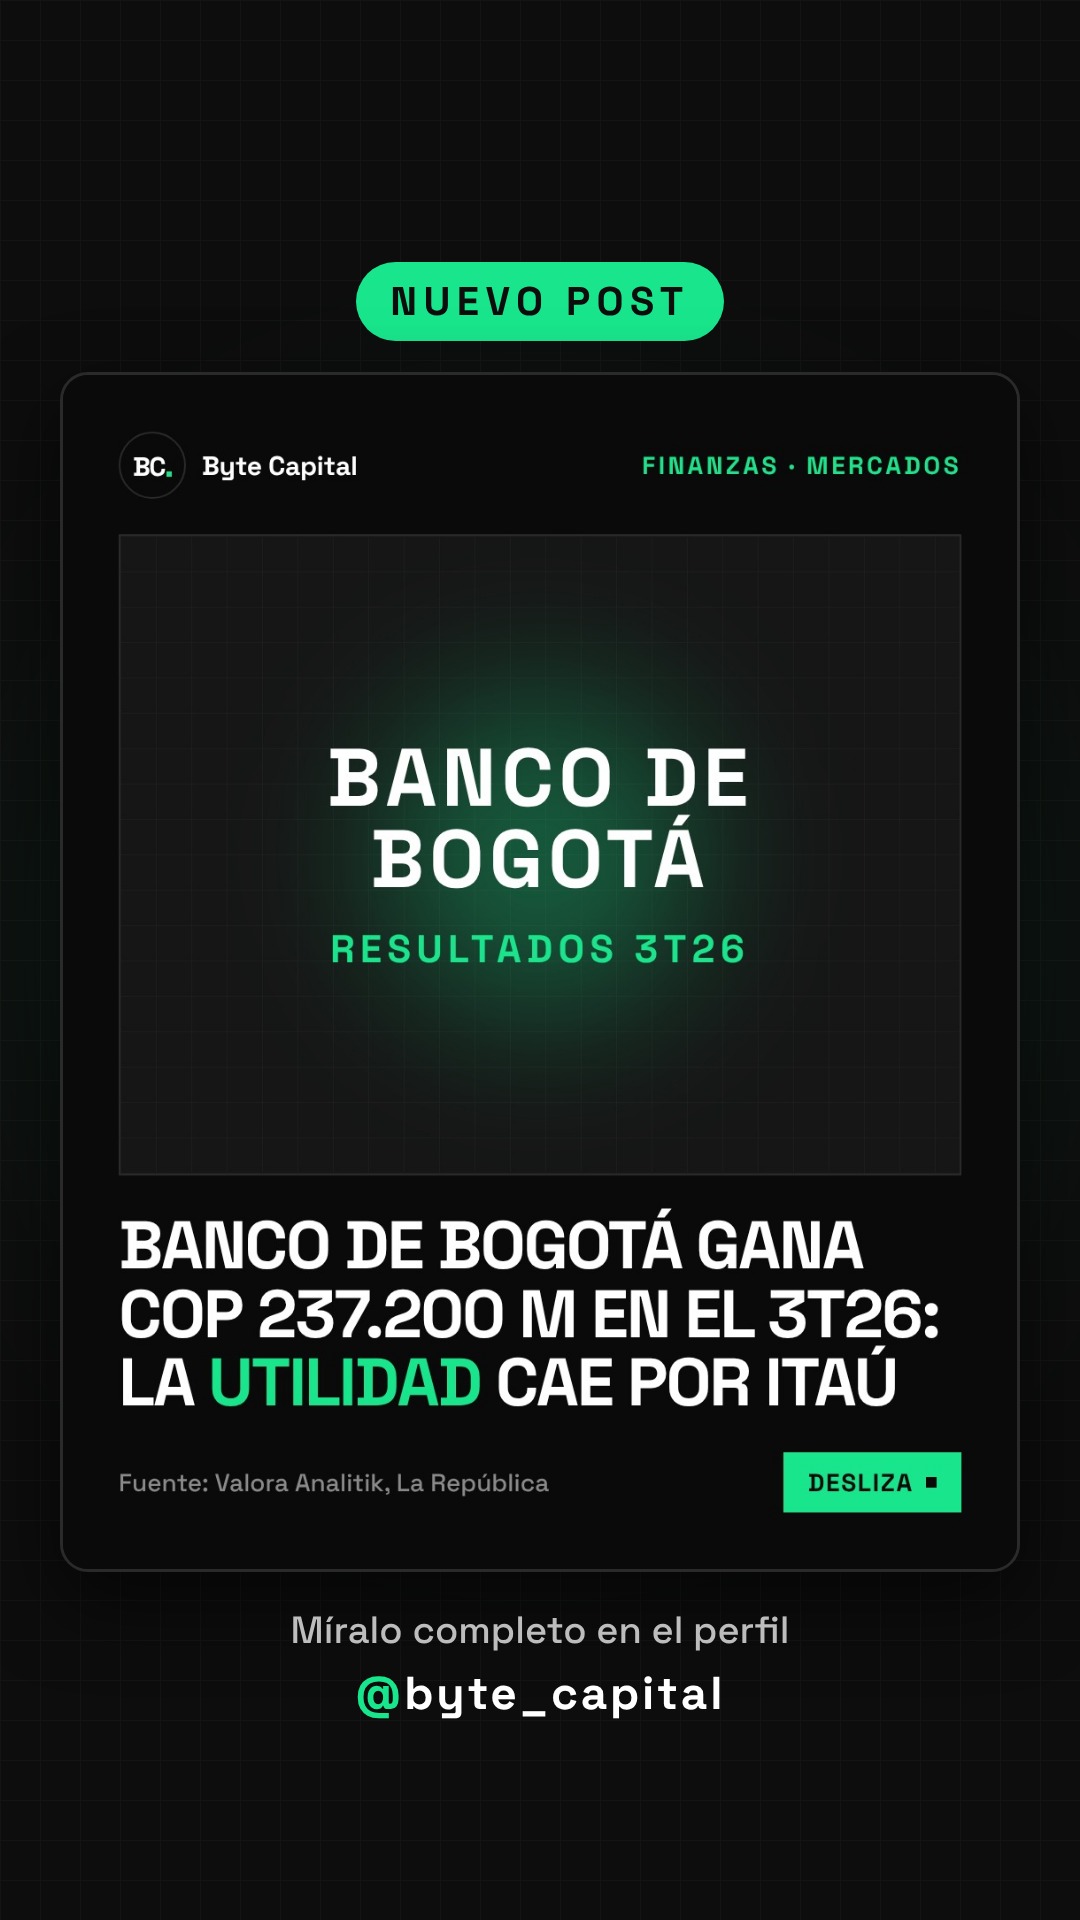 NUEVO POST
BC.
Byte Capital
FINANZAS · MERCADOS
BANCO DE
BOGOTÁ
RESULTADOS 3T26
BANCO DE BOGOTÁ GANA
COP 237.200 M EN EL 3T26:
LA UTILIDAD CAE POR ITAÚ
Fuente: Valora Analitik, La República
DESLIZA
Míralo completo en el perfil
@byte_capital